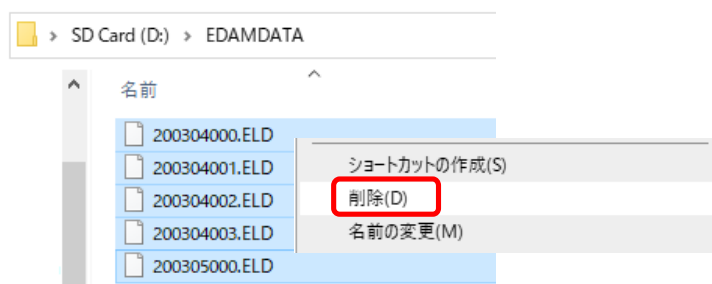 SD Card (D:) > EDAMDATA
名前
200304000.ELD
200304001.ELD
ショートカットの作成(S)
200304002.ELD
削除(D)
200304003.ELD
名前の変更(M)
200305000.ELD